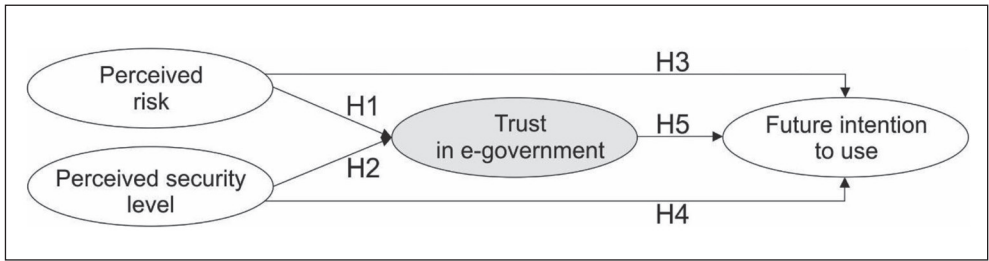 Perceived
risk
H3
H1
Trust
in e-government
H5
Future intention
to use
H2
Perceived security
level
H4